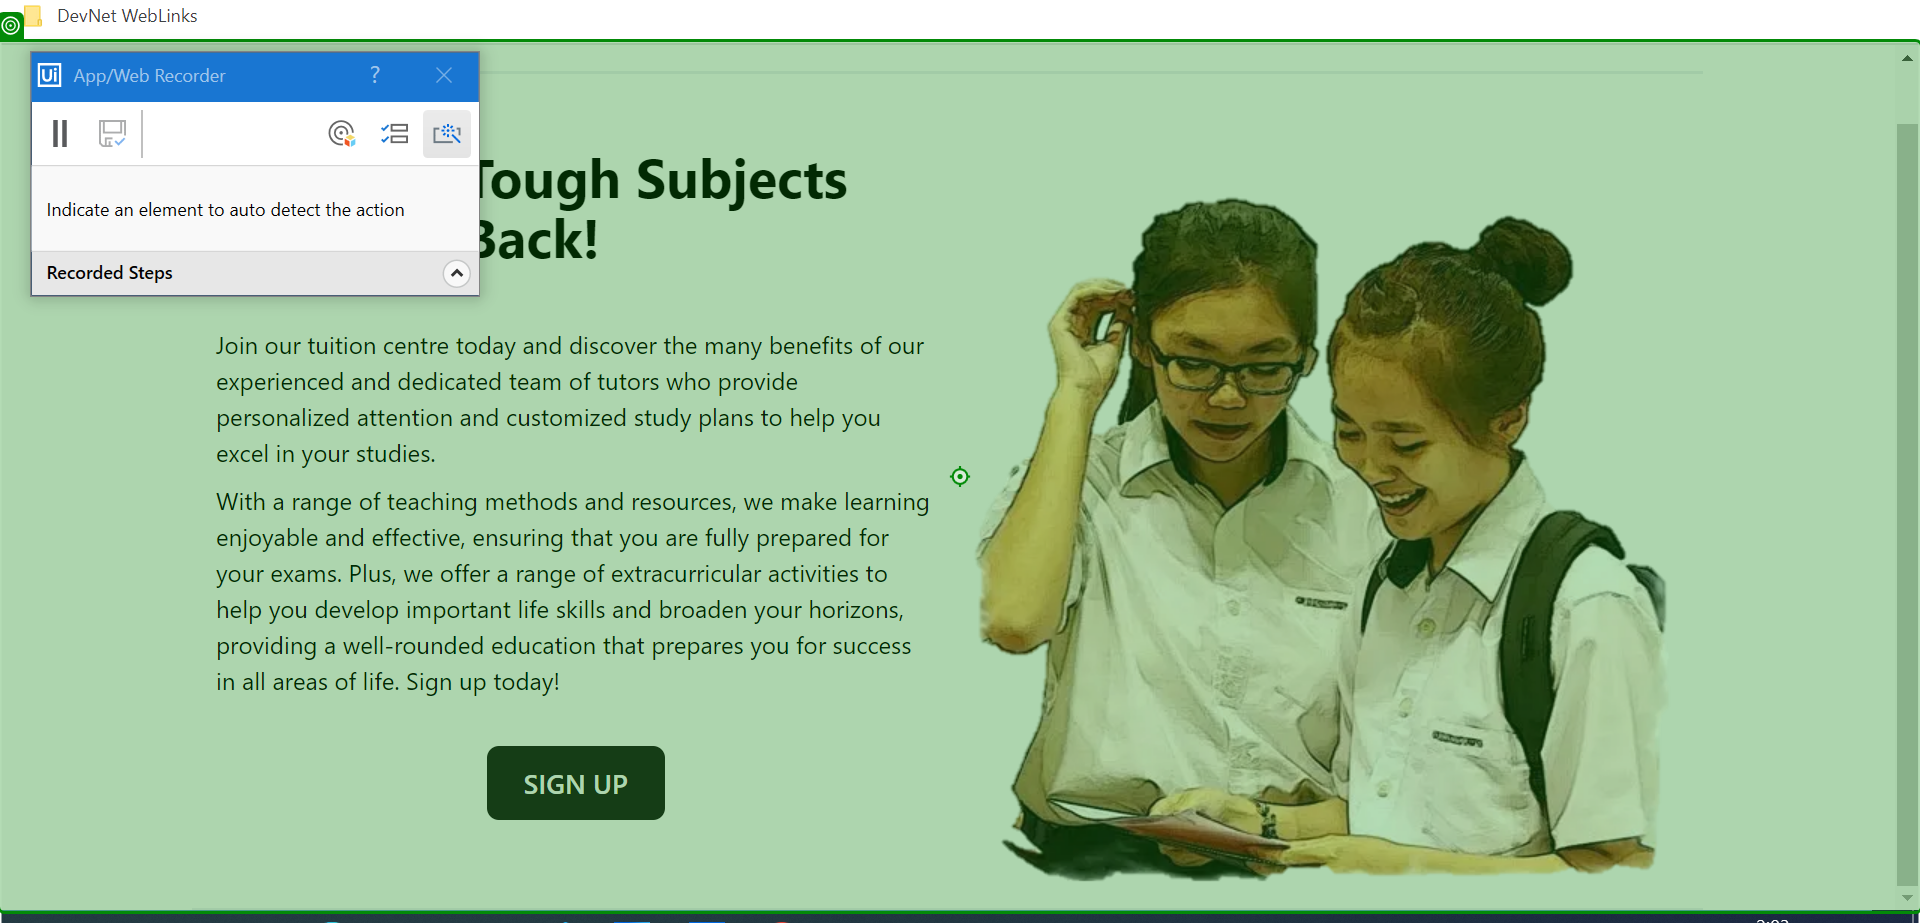 DevNet WebLinks
Ui App/Web Recorder ?
Indicate an element to auto detect the action
Recorded Steps
Tough Subjects
Back!
Join our tuition centre today and discover the many benefits of our
experienced and dedicated team of tutors who provide
personalized attention and customized study plans to help you
excel in your studies.
With a range of teaching methods and resources, we make learning
enjoyable and effective, ensuring that you are fully prepared for
your exams. Plus, we offer a range of extracurricular activities to
help you develop important life skills and broaden your horizons,
providing a well-rounded education that prepares you for success
in all areas of life. Sign up today!
SIGN UP